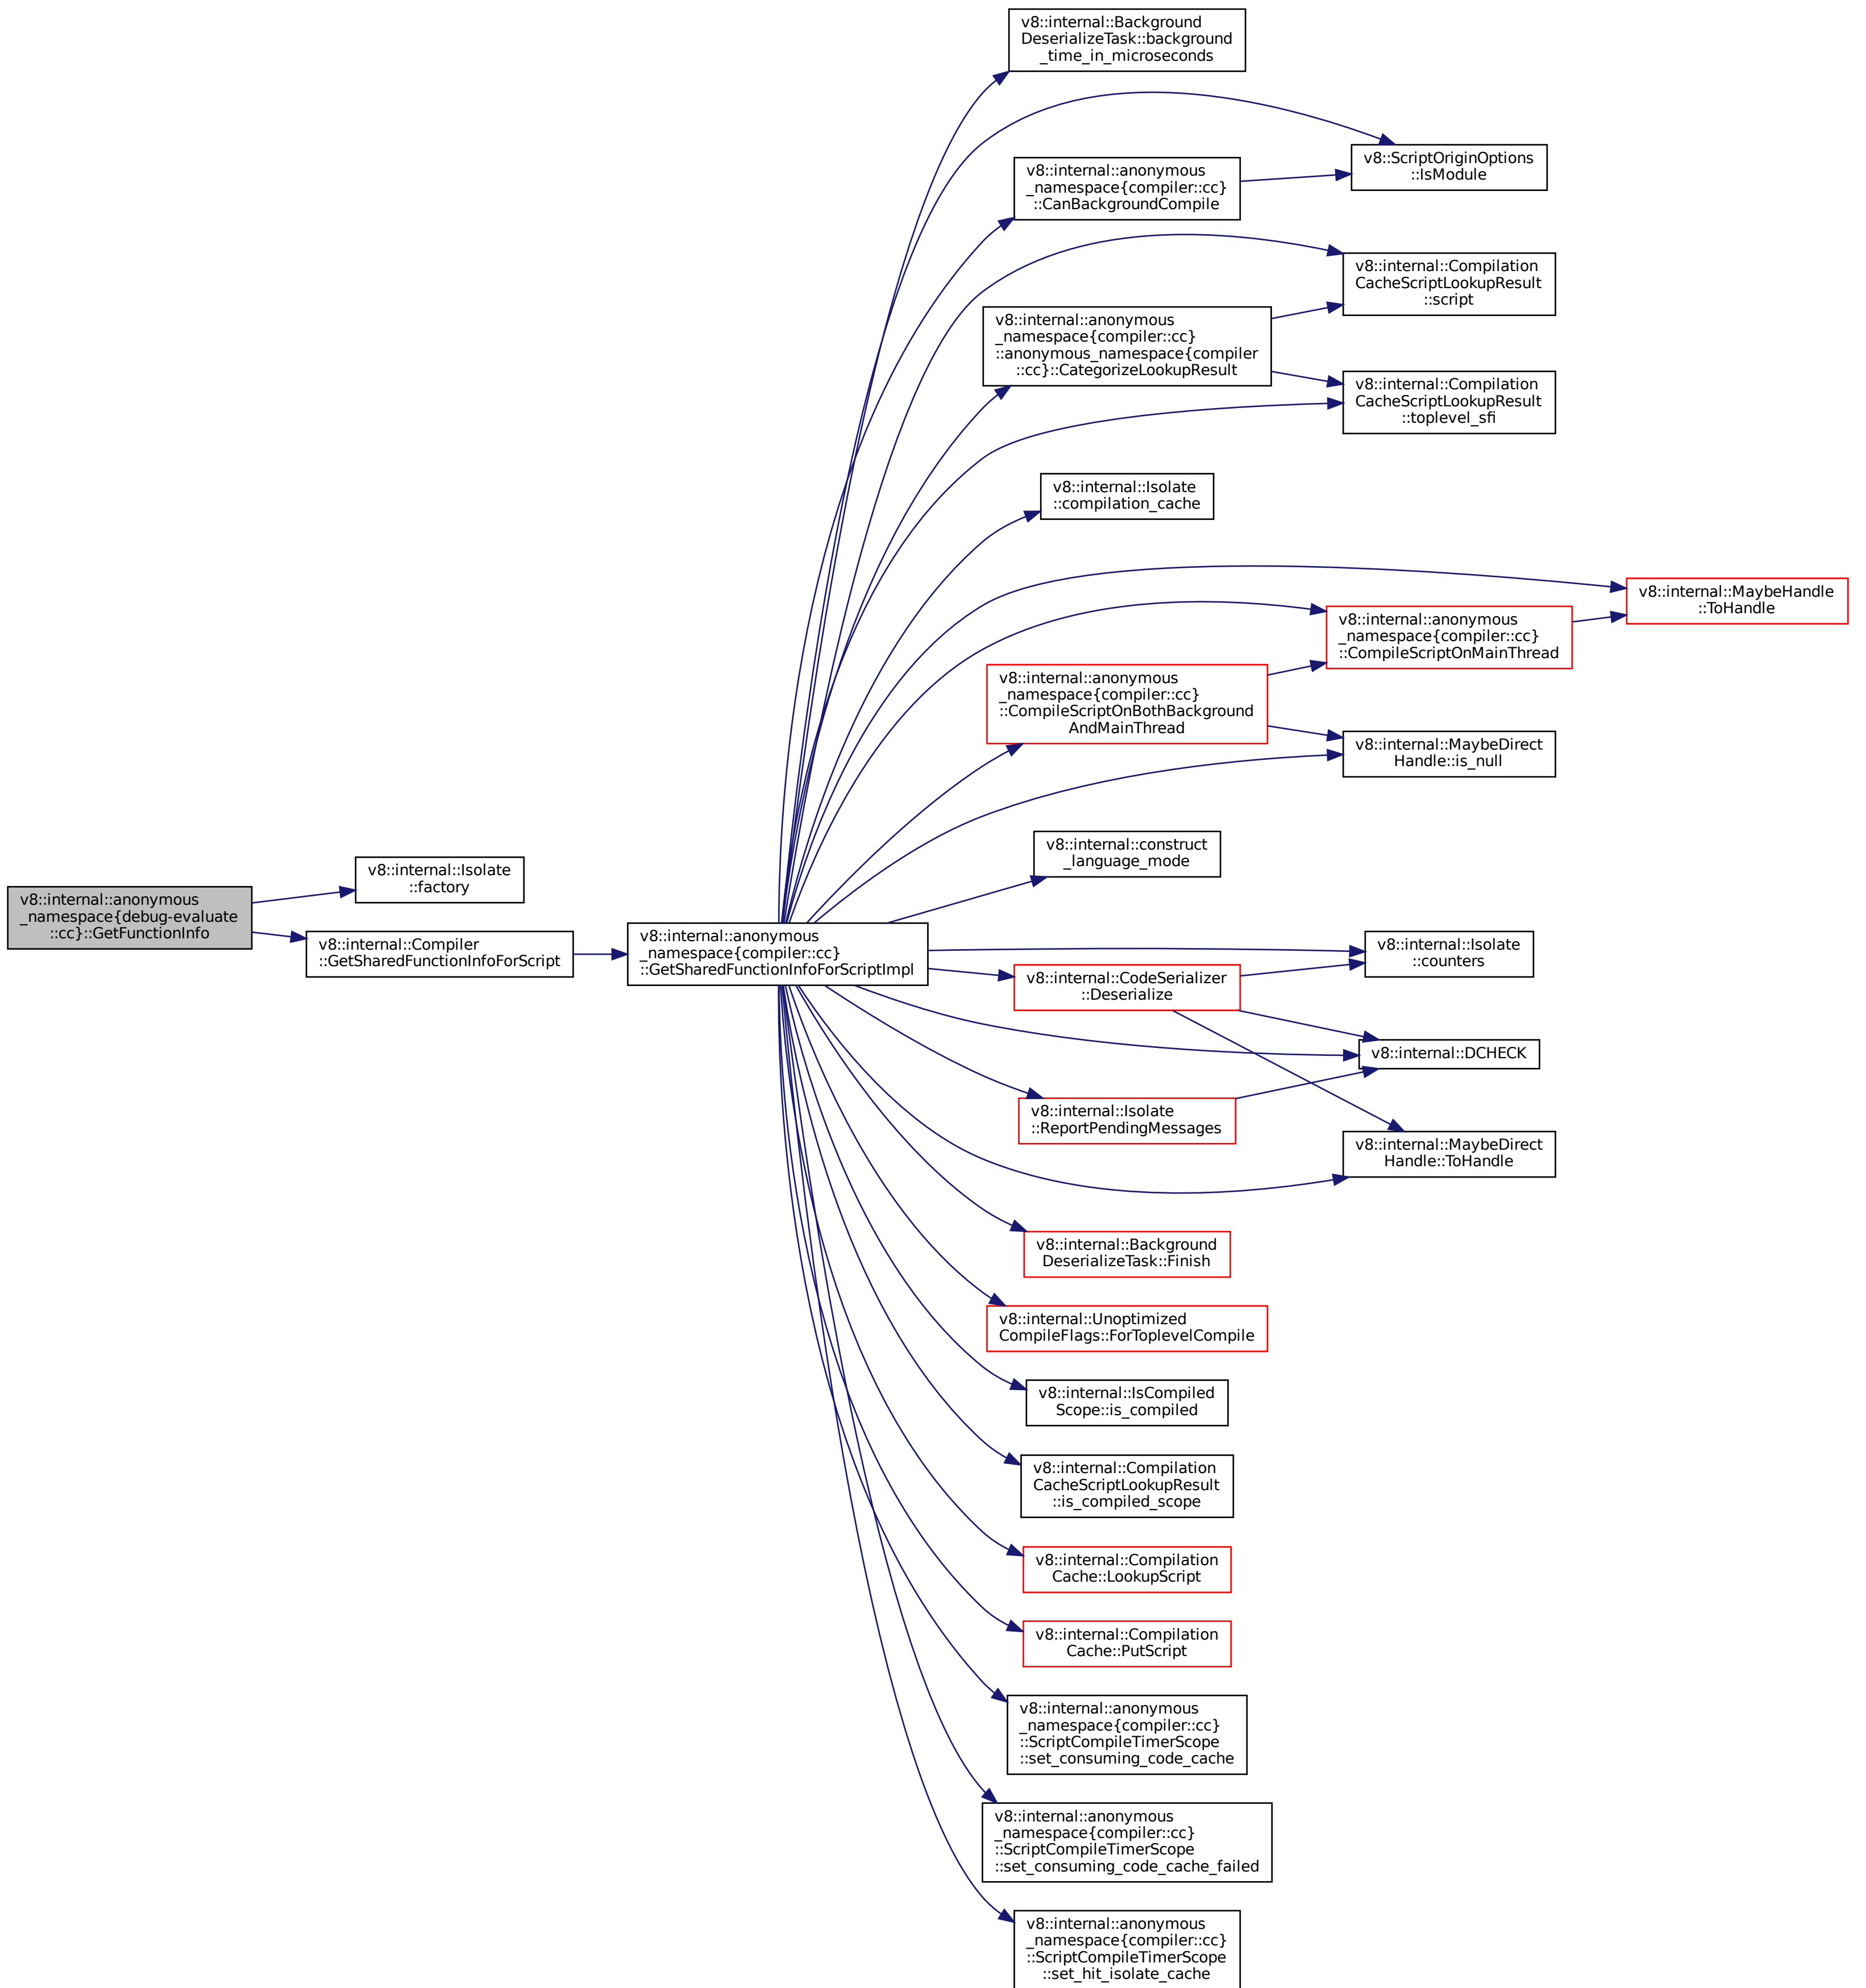 v8::internal::Background
DeserializeTask::background
_time_in_microseconds
v8::ScriptOriginOptions
::IsModule
v8::internal::anonymous
_namespace{compiler::cc}
::CanBackgroundCompile
v8::internal::Compilation
CacheScriptLookupResult
::script
v8::internal::anonymous
_namespace{compiler::cc}
::anonymous_namespace{compiler
::cc}::CategorizeLookupResult
v8::internal::Compilation
CacheScriptLookupResult
::toplevel_sfi
v8::internal::Isolate
::compilation_cache
v8::internal::MaybeHandle
::ToHandle
v8::internal::anonymous
_namespace{compiler::cc}
::CompileScriptOnMainThread
v8::internal::anonymous
_namespace{compiler::cc}
::CompileScriptOnBothBackground
AndMainThread
v8::internal::MaybeDirect
Handle::is_null
v8::internal::construct
_language_mode
v8::internal::Isolate
::factory
v8::internal::anonymous
_namespace{debug-evaluate
::cc}::GetFunctionInfo
v8::internal::Compiler
::GetSharedFunctionInfoForScript
v8::internal::anonymous
_namespace{compiler::cc}
::GetSharedFunctionInfoForScriptImpl
v8::internal::Isolate
::counters
v8::internal::CodeSerializer
::Deserialize
v8::internal::DCHECK
v8::internal::Isolate
::ReportPendingMessages
v8::internal::MaybeDirect
Handle::ToHandle
v8::internal::Background
DeserializeTask::Finish
v8::internal::Unoptimized
CompileFlags::ForToplevelCompile
v8::internal::IsCompiled
Scope::is_compiled
v8::internal::Compilation
CacheScriptLookupResult
::is_compiled_scope
v8::internal::Compilation
Cache::LookupScript
v8::internal::Compilation
Cache::PutScript
v8::internal::anonymous
_namespace{compiler::cc}
::ScriptCompileTimerScope
::set_consuming_code_cache
v8::internal::anonymous
_namespace{compiler::cc}
::ScriptCompileTimerScope
::set_consuming_code_cache_failed
v8::internal::anonymous
_namespace{compiler::cc}
::ScriptCompileTimerScope
::set_hit_isolate_cache